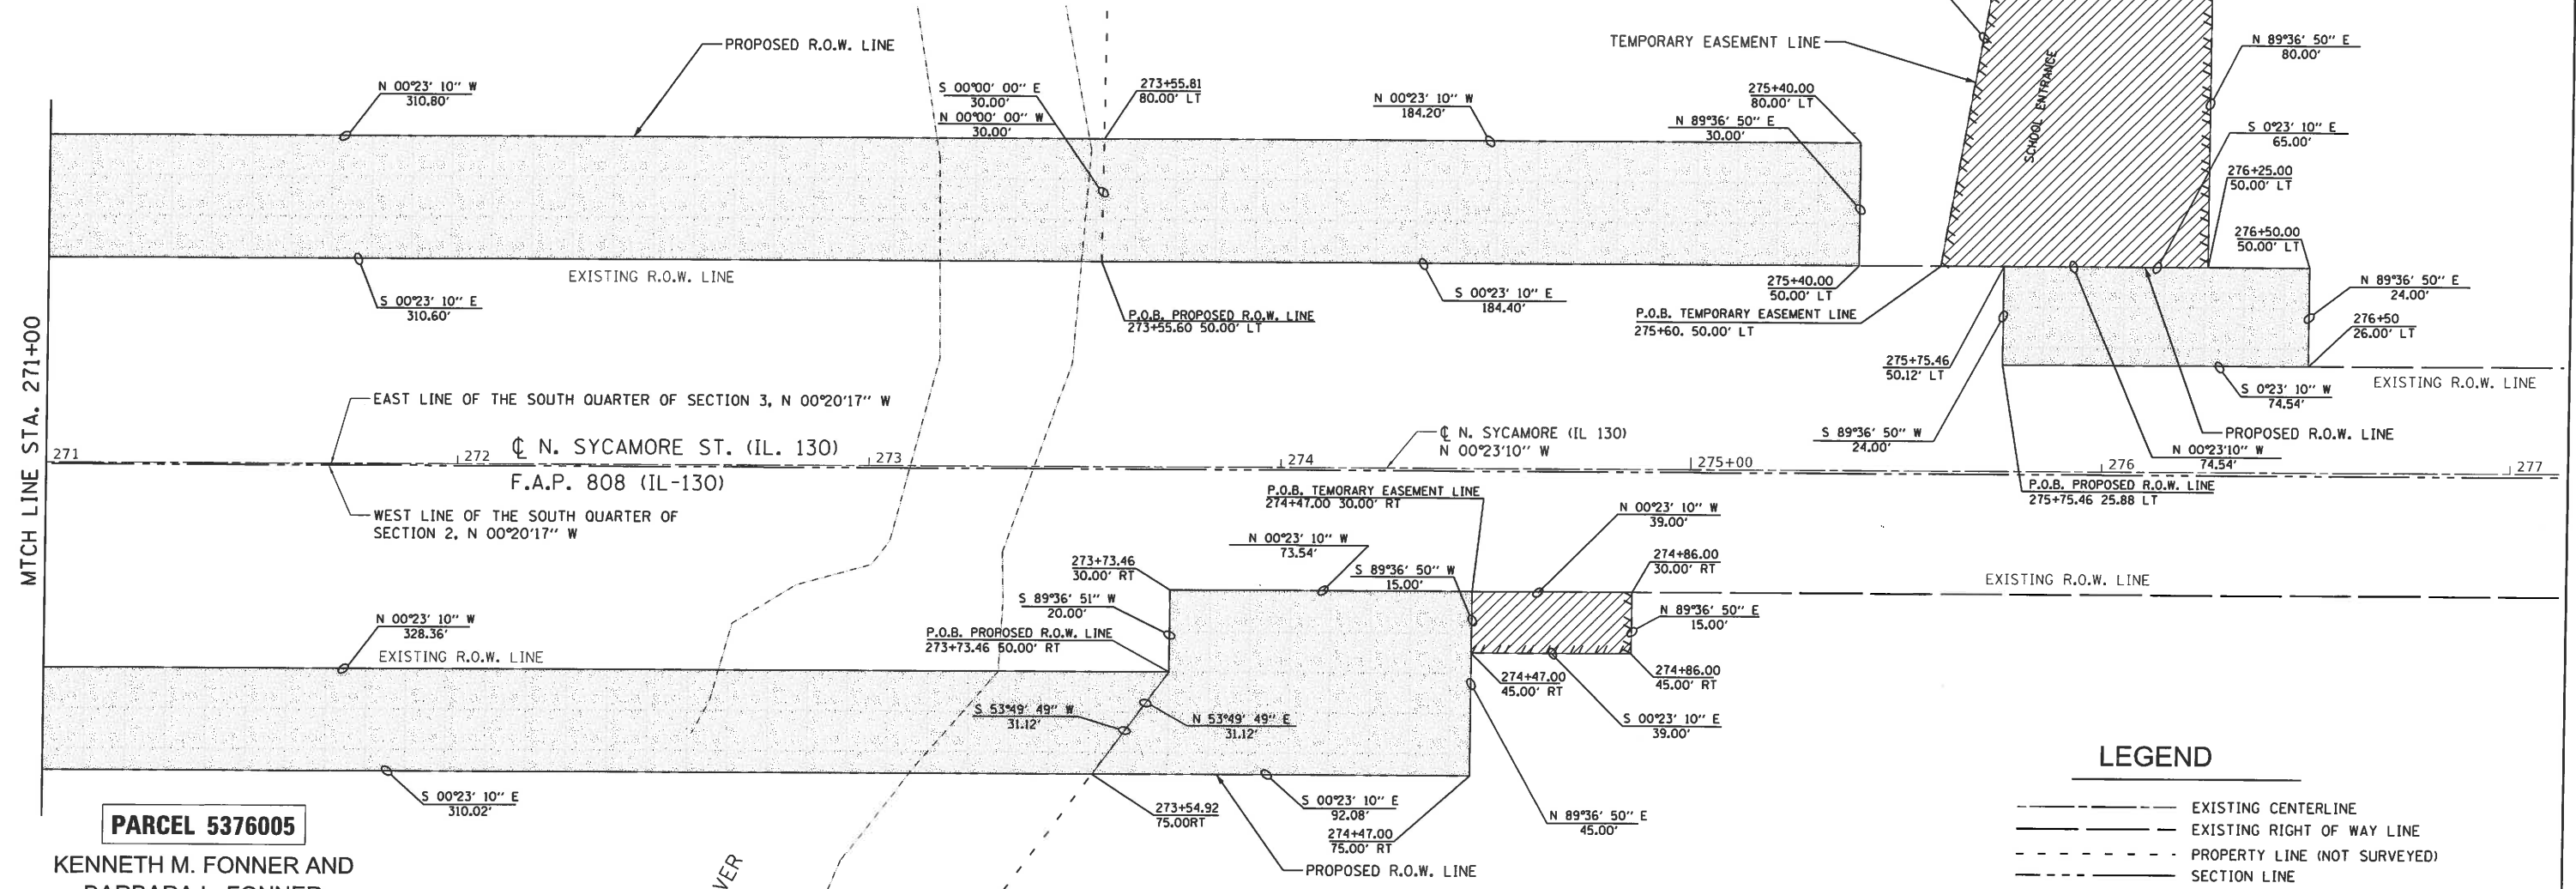 PROPOSED R.O.W. LINE
N 00°23' 10" W
310.80'
S 00°00' 00" E
30.00'
N 00°00' 00" W
30.00'
273+55.81
80.00' LT
N 00°23' 10" W
184.20'
275+40.00
80.00' LT
N 89°36' 50" E
30.00'
TEMPORARY EASEMENT LINE
SCHOOL ENTRANCE
N 89°36' 50" E
80.00'
S 0°23' 10" E
65.00'
276+25.00
50.00' LT
276+50.00
50.00' LT
N 89°36' 50" E
24.00'
276+50
26.00' LT
EXISTING R.O.W. LINE
S 00°23' 10" E
310.60'
P.O.B. PROPOSED R.O.W. LINE
273+55.60 50.00' LT
S 00°23' 10" E
184.40'
275+40.00
50.00' LT
P.O.B. TEMPORARY EASEMENT LINE
275+60. 50.00' LT
275+75.46
50.12' LT
EXISTING R.O.W. LINE
S 0°23' 10" W
74.54'
PROPOSED R.O.W. LINE
N 00°23'10" W
74.54'
S 89°36' 50" W
24.00'
P.O.B. PROPOSED R.O.W. LINE
275+75.46 25.88 LT
MTCH LINE STA. 271+00
EAST LINE OF THE SOUTH QUARTER OF SECTION 3, N 00°20'17" W
℄ N. SYCAMORE ST. (IL. 130)
F.A.P. 808 (IL-130)
271
272
273
274
275+00
276
277
℄ N. SYCAMORE (IL 130)
N 00°23'10" W
WEST LINE OF THE SOUTH QUARTER OF
SECTION 2, N 00°20'17" W
P.O.B. TEMORARY EASEMENT LINE
274+47.00 30.00' RT
N 00°23' 10" W
39.00'
N 00°23' 10" W
73.54'
S 89°36' 50" W
15.00'
274+86.00
30.00' RT
EXISTING R.O.W. LINE
273+73.46
30.00' RT
S 89°36' 51" W
20.00'
P.O.B. PROPOSED R.O.W. LINE
273+73.46 50.00' RT
N 89°36' 50" E
15.00'
N 00°23' 10" W
328.36'
EXISTING R.O.W. LINE
274+47.00
45.00' RT
274+86.00
45.00' RT
S 53°49' 49" W
31.12'
N 53°49' 49" E
31.12'
S 00°23' 10" E
39.00'
S 00°23' 10" E
310.02'
273+54.92
75.00RT
S 00°23' 10" E
92.08'
274+47.00
75.00' RT
N 89°36' 50" E
45.00'
PROPOSED R.O.W. LINE
PARCEL 5376005
KENNETH M. FONNER AND
BARBARA L. FONNER
VER
LEGEND
EXISTING CENTERLINE
EXISTING RIGHT OF WAY LINE
PROPERTY LINE (NOT SURVEYED)
SECTION LINE